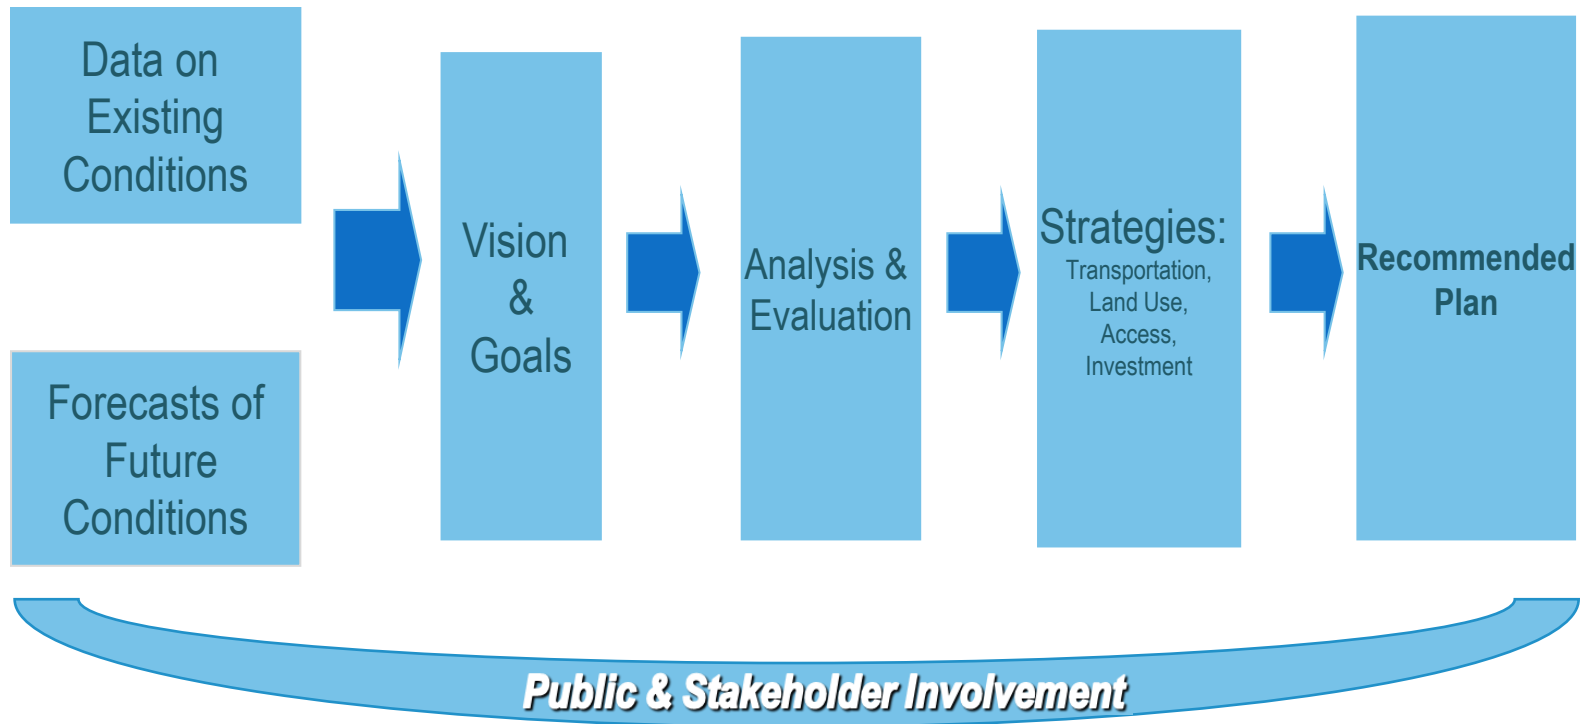 Data on
Existing
Conditions
Forecasts of
Future
Conditions
Vision
&
Goals
Analysis &
Evaluation
Strategies:
Transportation,
Land Use,
Access,
Investment
Recommended
Plan
Public & Stakeholder Involvement